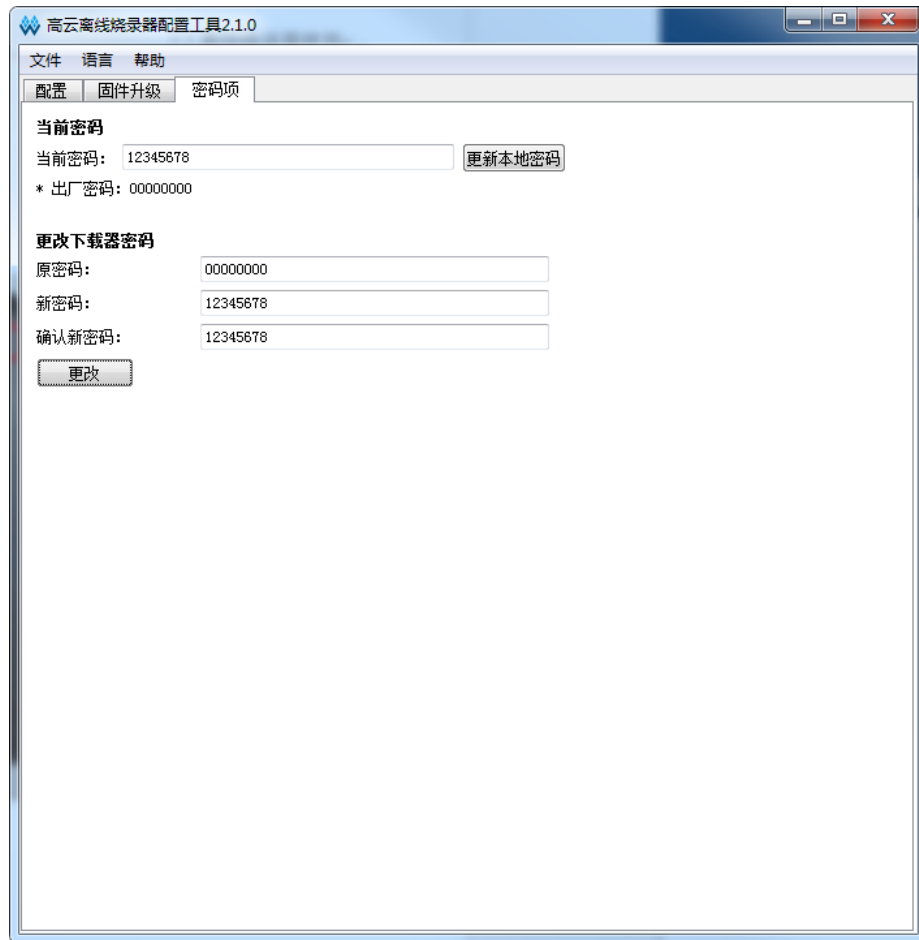 高云离线烧录器配置工具2.1.0
文件 语言 帮助
配置 固件升级 密码项
当前密码
当前密码: 12345678 更新本地密码
* 出厂密码: 00000000
更改下载器密码
原密码: 00000000
新密码: 12345678
确认新密码: 12345678
更改